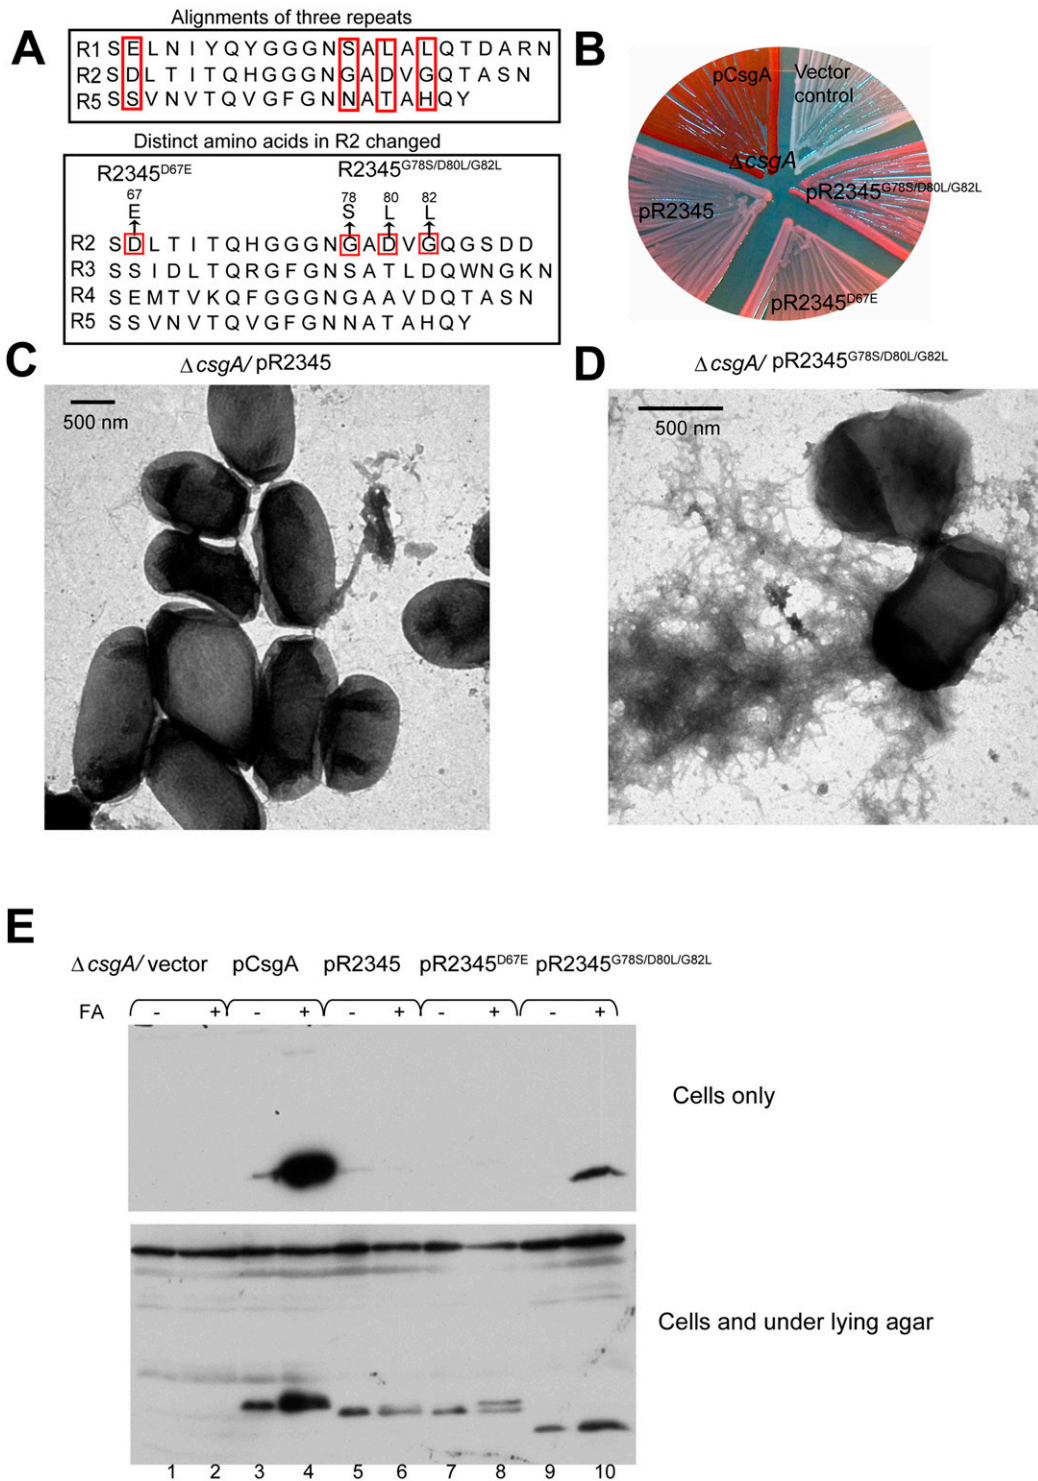 A
Alignments of three repeats
R1 S E L N I Y Q Y G G G N S A L A L Q T D A R N
R2 S D L T I T Q H G G G N G A D V G Q T A S N
R5 S S V N V T Q V G F G N N A T A H Q Y
Distinct amino acids in R2 changed
R2345D67E R2345G78S/D80L/G82L
67 78 80 82
E S L L
R2 S D L T I T Q H G G G N G A D V G Q G S D D
R3 S S I D L T Q R G F G N S A T L D Q W N G K N
R4 S E M T V K Q F G G G N G A A V D Q T A S N
R5 S S V N V T Q V G F G N N A T A H Q Y
B
pCsgA
Vector
control
ΔcsgA
pR2345G78S/D80L/G82L
pR2345
pR2345D67E
C
ΔcsgA/ pR2345
500 nm
D
ΔcsgA/ pR2345G78S/D80L/G82L
500 nm
E
ΔcsgA/ vector pCsgA pR2345 pR2345D67E pR2345G78S/D80L/G82L
FA - + - + - + - + - +
Cells only
Cells and under lying agar
1 2 3 4 5 6 7 8 9 10